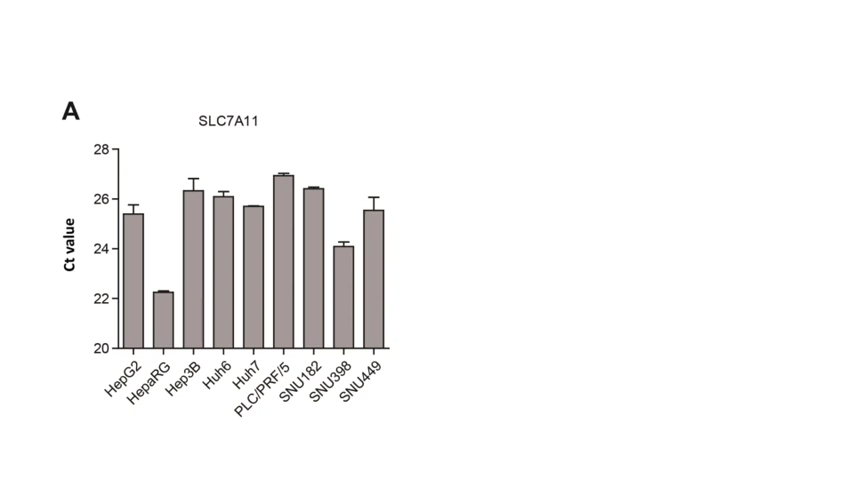 A
SLC7A11
Ct value
28
26
24
22
20
HepG2
HepaRG
Hep3B
Huh6
Huh7
PLC/PRF/5
SNU182
SNU398
SNU449